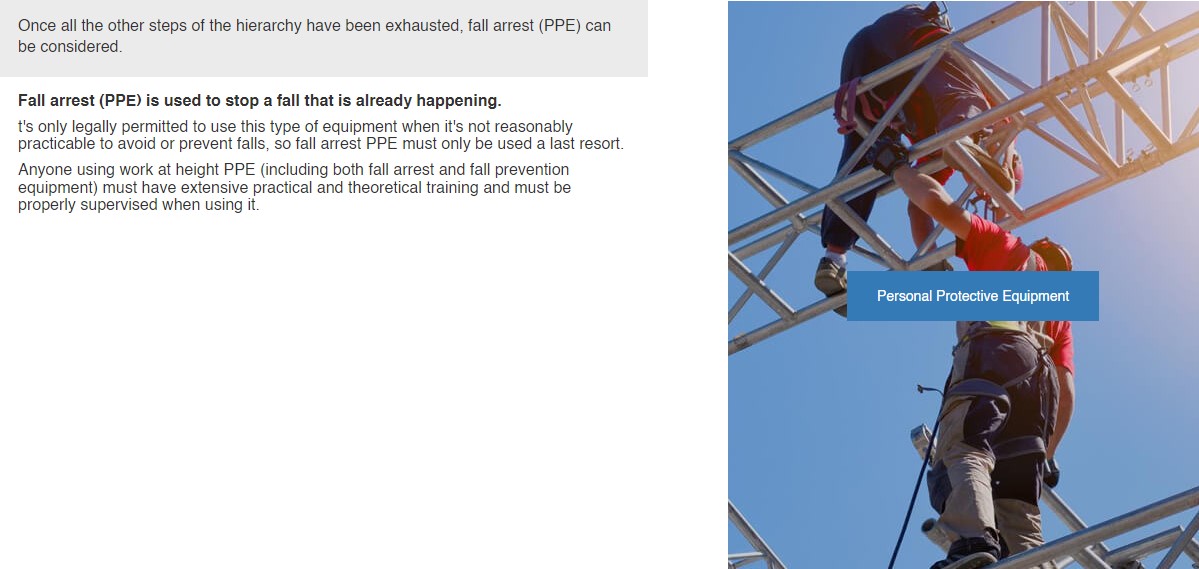 Once all the other steps of the hierarchy have been exhausted, fall arrest (PPE) can
be considered.
Fall arrest (PPE) is used to stop a fall that is already happening.
t's only legally permitted to use this type of equipment when it's not reasonably
practicable to avoid or prevent falls, so fall arrest PPE must only be used a last resort.
Anyone using work at height PPE (including both fall arrest and fall prevention
equipment) must have extensive practical and theoretical training and must be
properly supervised when using it.
Personal Protective Equipment